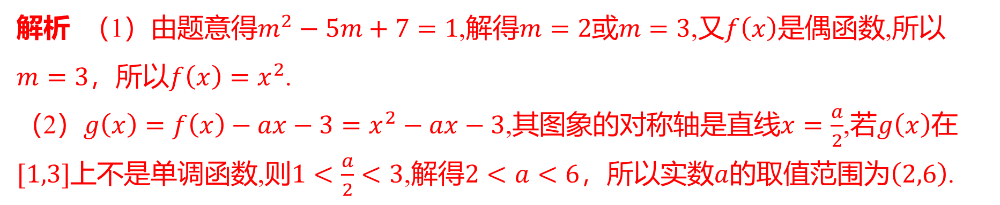 解析 （1）由题意得$m^2-5m+7=1$,解得$m=2$或$m=3$,又$f(x)$是偶函数,所以
$m=3$，所以$f(x)=x^2$.
（2）$g(x)=f(x)-ax-3=x^2-ax-3$,其图象的对称轴是直线$x=\frac{a}{2}$,若$g(x)$在
$[1,3]$上不是单调函数,则$1<\frac{a}{2}<3$,解得$2<a<6$，所以实数$a$的取值范围为$(2,6)$.